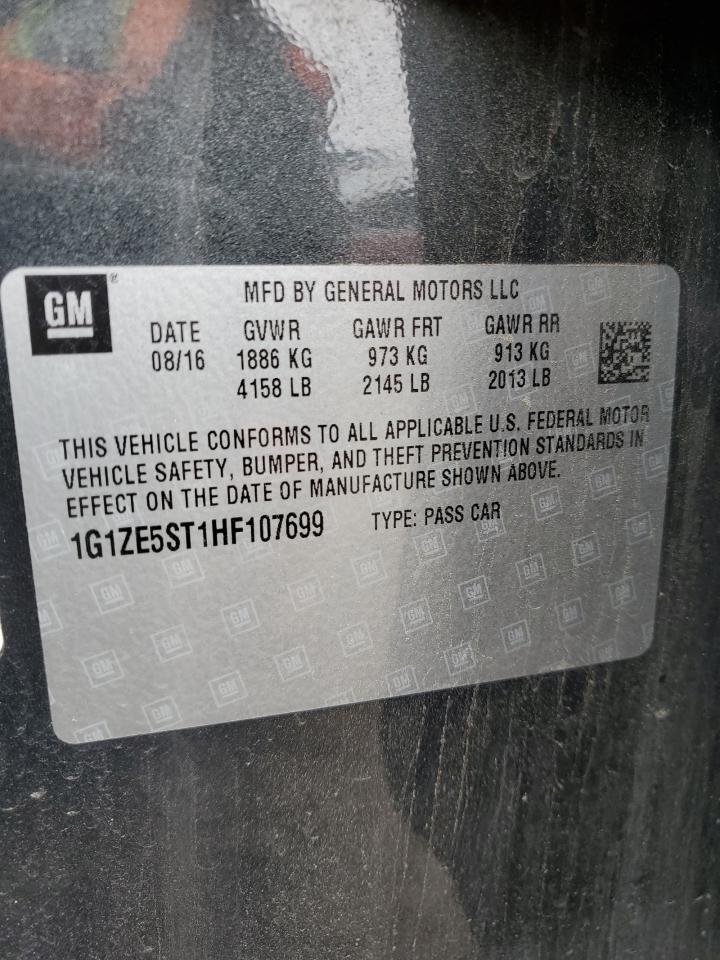 GM ®
MFD BY GENERAL MOTORS LLC
DATE GVWR GAWR FRT GAWR RR
08/16 1886 KG 973 KG 913 KG
4158 LB 2145 LB 2013 LB
THIS VEHICLE CONFORMS TO ALL APPLICABLE U.S. FEDERAL MOTOR
VEHICLE SAFETY, BUMPER, AND THEFT PREVENTION STANDARDS IN
EFFECT ON THE DATE OF MANUFACTURE SHOWN ABOVE.
1G1ZE5ST1HF107699 TYPE: PASS CAR